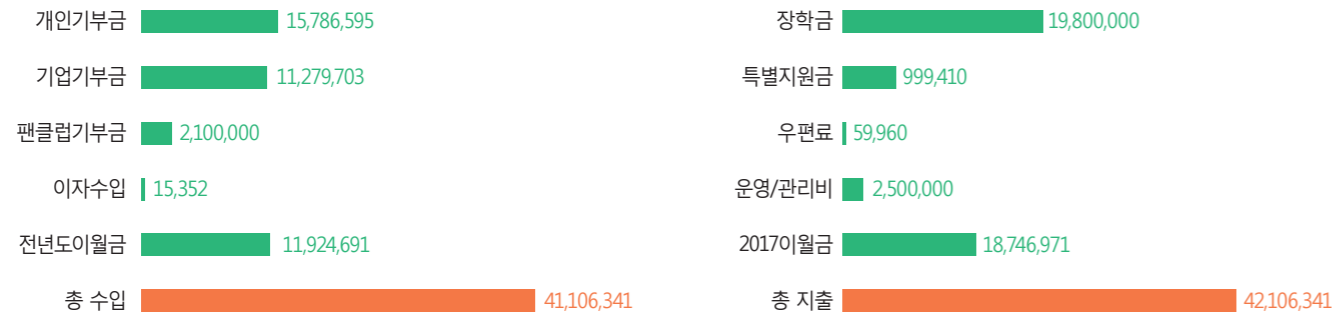 개인기부금 15,786,595
기업기부금 11,279,703
팬클럽기부금 2,100,000
이자수입 15,352
전년도이월금 11,924,691
총 수입 41,106,341
장학금 19,800,000
특별지원금 999,410
우편료 59,960
운영/관리비 2,500,000
2017이월금 18,746,971
총 지출 42,106,341